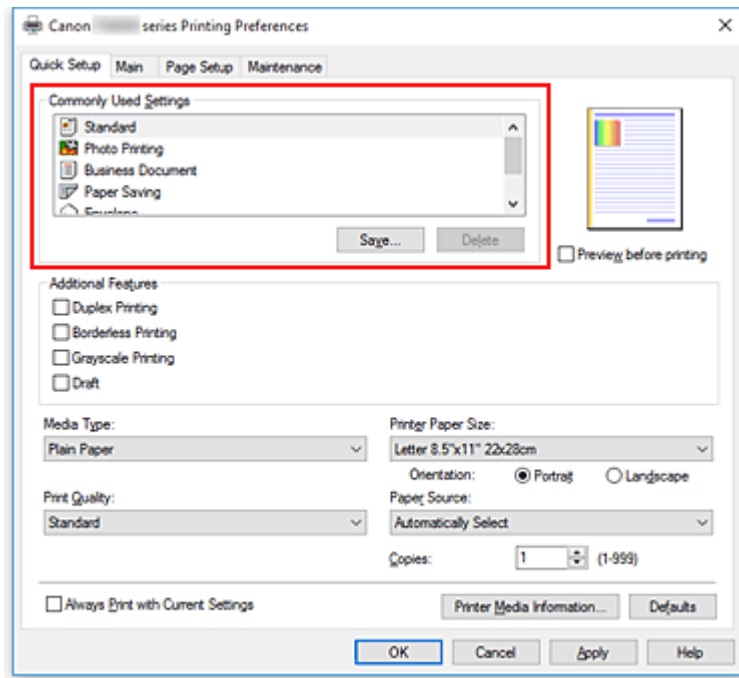 Canon series Printing Preferences
Quick Setup Main Page Setup Maintenance
Commonly Used Settings
Standard
Photo Printing
Business Document
Paper Saving
Envelope
Save... Delete
Preview before printing
Additional Features
Duplex Printing
Borderless Printing
Grayscale Printing
Draft
Media Type:
Plain Paper
Printer Paper Size:
Letter 8.5"x11" 22x28cm
Orientation: Portrait Landscape
Print Quality:
Standard
Paper Source:
Automatically Select
Copies: 1 (1-999)
Always Print with Current Settings
Printer Media Information... Defaults
OK Cancel Apply Help